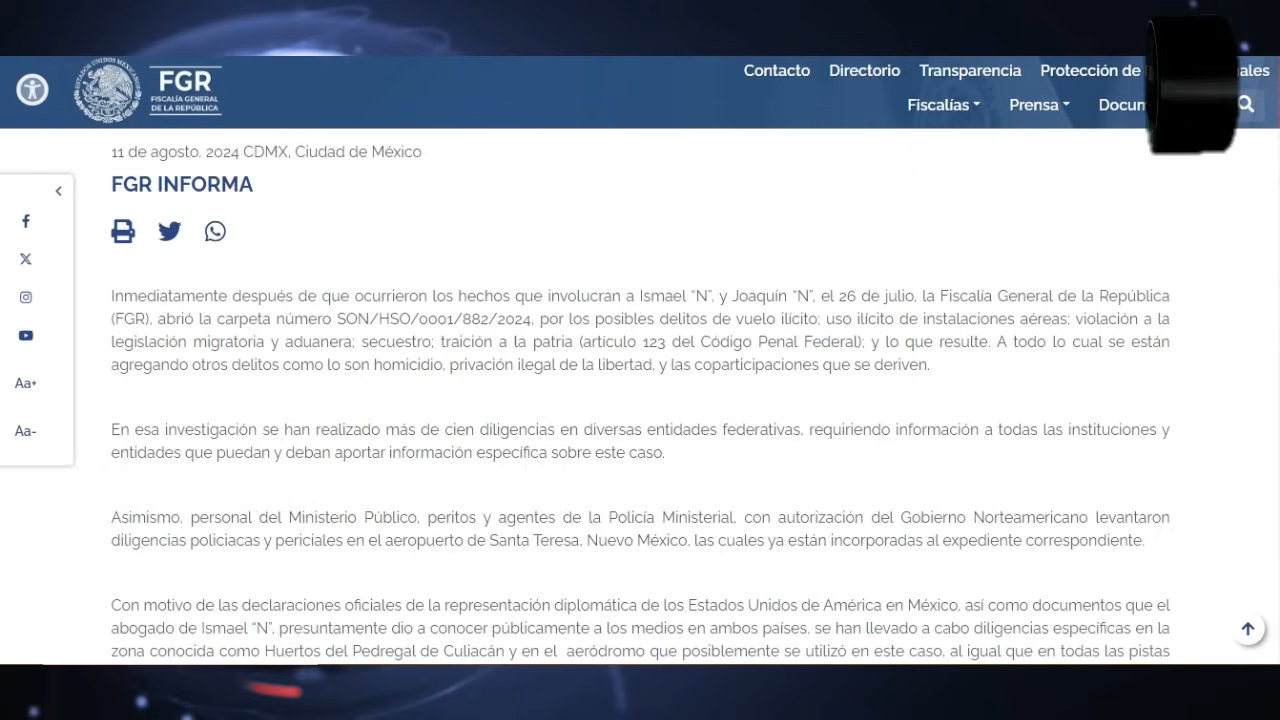 ESTADOS UNIDOS MEXICANOS
FGR
FISCALÍA GENERAL
DE LA REPÚBLICA
Contacto Directorio Transparencia Protección de
Fiscalías Prensa
11 de agosto, 2024 CDMX, Ciudad de México
FGR INFORMA
Aa+
Aa-
Inmediatamente después de que ocurrieron los hechos que involucran a Ismael “N”, y Joaquín “N”, el 26 de julio, la Fiscalía General de la República
(FGR), abrió la carpeta número SON/HSO/0001/882/2024, por los posibles delitos de vuelo ilícito; uso ilícito de instalaciones aéreas; violación a la
legislación migratoria y aduanera; secuestro; traición a la patria (artículo 123 del Código Penal Federal); y lo que resulte. A todo lo cual se están
agregando otros delitos como lo son homicidio, privación ilegal de la libertad, y las coparticipaciones que se deriven.
En esa investigación se han realizado más de cien diligencias en diversas entidades federativas, requiriendo información a todas las instituciones y
entidades que puedan y deban aportar información específica sobre este caso.
Asimismo, personal del Ministerio Público, peritos y agentes de la Policía Ministerial, con autorización del Gobierno Norteamericano levantaron
diligencias policiacas y periciales en el aeropuerto de Santa Teresa, Nuevo México, las cuales ya están incorporadas al expediente correspondiente.
Con motivo de las declaraciones oficiales de la representación diplomática de los Estados Unidos de América en México, así como documentos que el
abogado de Ismael “N”, presuntamente dio a conocer públicamente a los medios en ambos países, se han llevado a cabo diligencias específicas en la
zona conocida como Huertos del Pedregal de Culiacán y en el aeródromo que posiblemente se utilizó en este caso, al igual que en todas las pistas